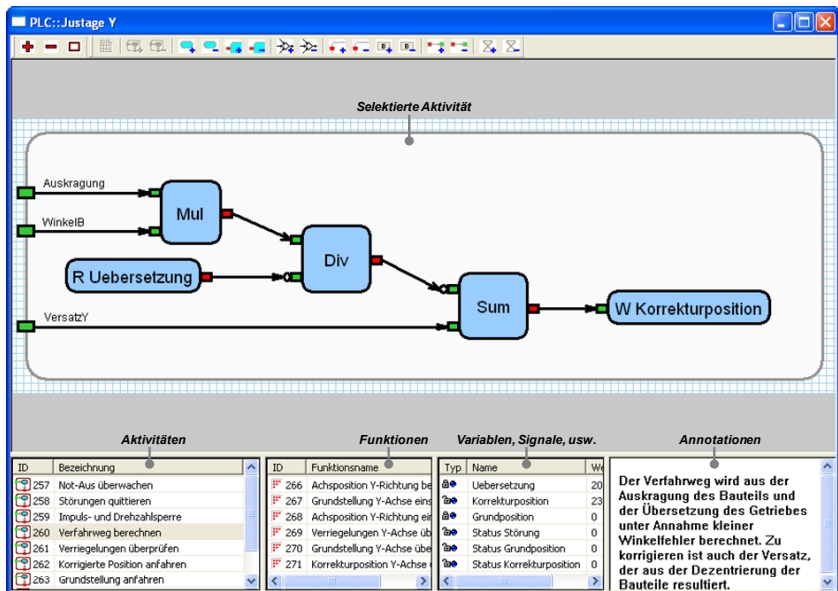 PLC::Justage Y
Selektierte Aktivität
Auskragung
Mul
WinkelB
Div
R Uebersetzung
Sum
W Korrekturposition
VersatzY
Aktivitäten
Funktionen
Variablen, Signale, usw.
Annotationen
ID Bezeichnung
257 Not-Aus überwachen
258 Störungen quittieren
259 Impuls- und Drehzahlsperre
260 Verfahrweg berechnen
261 Verriegelungen überprüfen
262 Korrigierte Position anfahren
263 Grundstellung anfahren
ID Funktionsname
266 Achsposition Y-Richtung be
267 Grundstellung Y-Achse eins
268 Achsposition Y-Richtung ein
269 Verriegelungen Y-Achse üb
270 Grundstellung Y-Achse übe
271 Korrekturposition Y-Achse
Typ Name We
Uebersetzung 20
Korrekturposition 23
Grundposition 0
Status Störung 0
Status Grundposition 0
Status Korrekturposition 0
Der Verfahrweg wird aus der
Auskragung des Bauteils und
der Übersetzung des Getriebes
unter Annahme kleiner
Winkelfehler berechnet. Zu
korrigieren ist auch der Versatz,
der aus der Dezentrierung der
Bauteile resultiert.